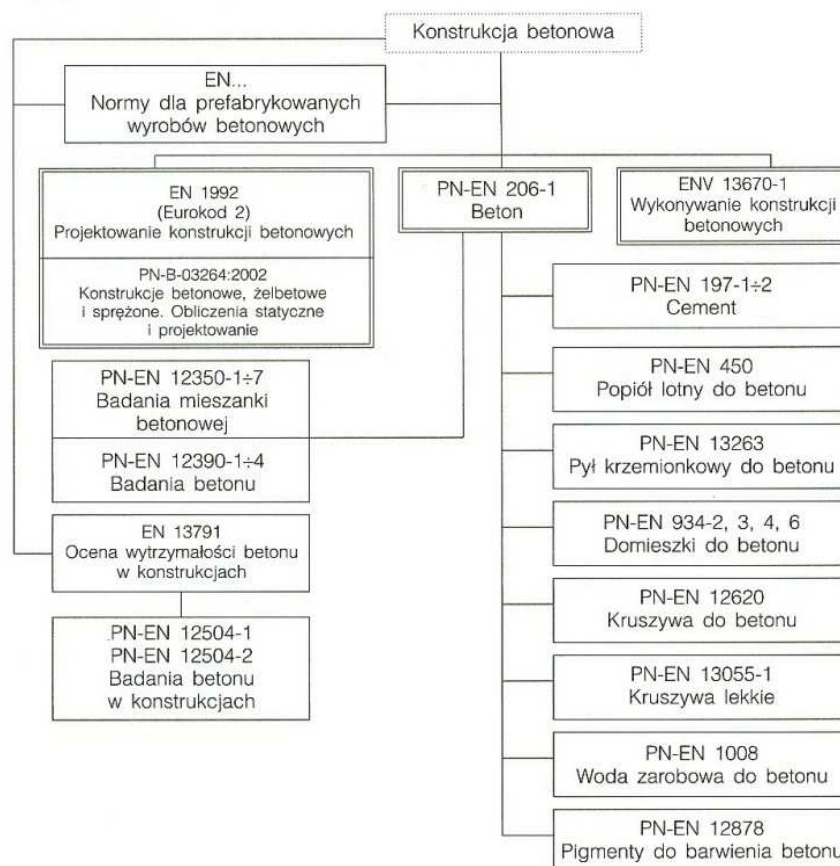 Konstrukcja betonowa
EN...
Normy dla prefabrykowanych
wyrobów betonowych
EN 1992
(Eurokod 2)
Projektowanie konstrukcji betonowych
PN-B-03264:2002
Konstrukcje betonowe, żelbetowe
i sprężone. Obliczenia statyczne
i projektowanie
PN-EN 206-1
Beton
ENV 13670-1
Wykonywanie konstrukcji
betonowych
PN-EN 12350-1÷7
Badania mieszanki
betonowej
PN-EN 12390-1÷4
Badania betonu
EN 13791
Ocena wytrzymałości betonu
w konstrukcjach
PN-EN 12504-1
PN-EN 12504-2
Badania betonu
w konstrukcjach
PN-EN 197-1÷2
Cement
PN-EN 450
Popiół lotny do betonu
PN-EN 13263
Pył krzemionkowy do betonu
PN-EN 934-2, 3, 4, 6
Domieszki do betonu
PN-EN 12620
Kruszywa do betonu
PN-EN 13055-1
Kruszywa lekkie
PN-EN 1008
Woda zarobowa do betonu
PN-EN 12878
Pigmenty do barwienia betonu